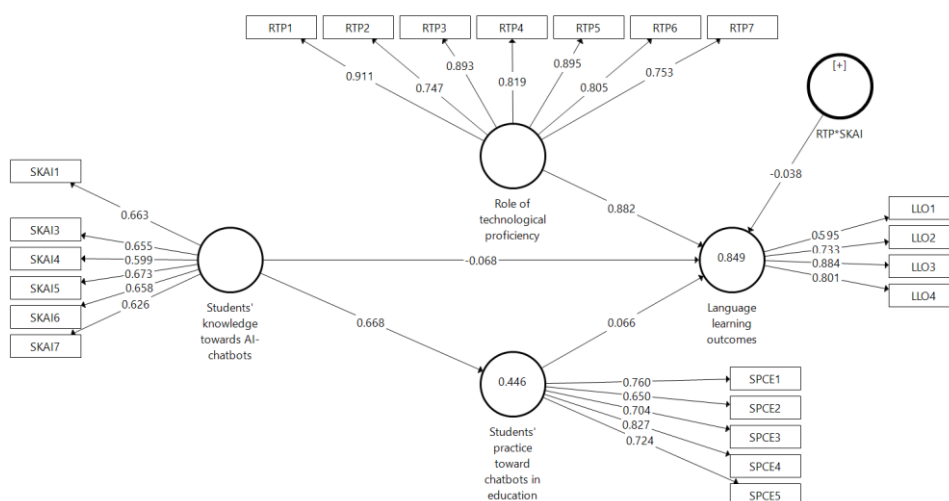 RTP1
RTP2
RTP3
RTP4
RTP5
RTP6
RTP7
0.911
0.747
0.893
0.819
0.895
0.805
0.753
[+]
RTP*SKAI
-0.038
Role of
technological
proficiency
0.882
SKAI1
SKAI3
SKAI4
SKAI5
SKAI6
SKAI7
0.663
0.655
0.599
0.673
0.658
0.626
Students'
knowledge
towards AI-
chatbots
-0.068
0.668
0.066
0.849
Language
learning
outcomes
0.595
0.733
0.884
0.801
LLO1
LLO2
LLO3
LLO4
0.446
Students'
practice
toward
chatbots in
education
0.760
0.650
0.704
0.827
0.724
SPCE1
SPCE2
SPCE3
SPCE4
SPCE5